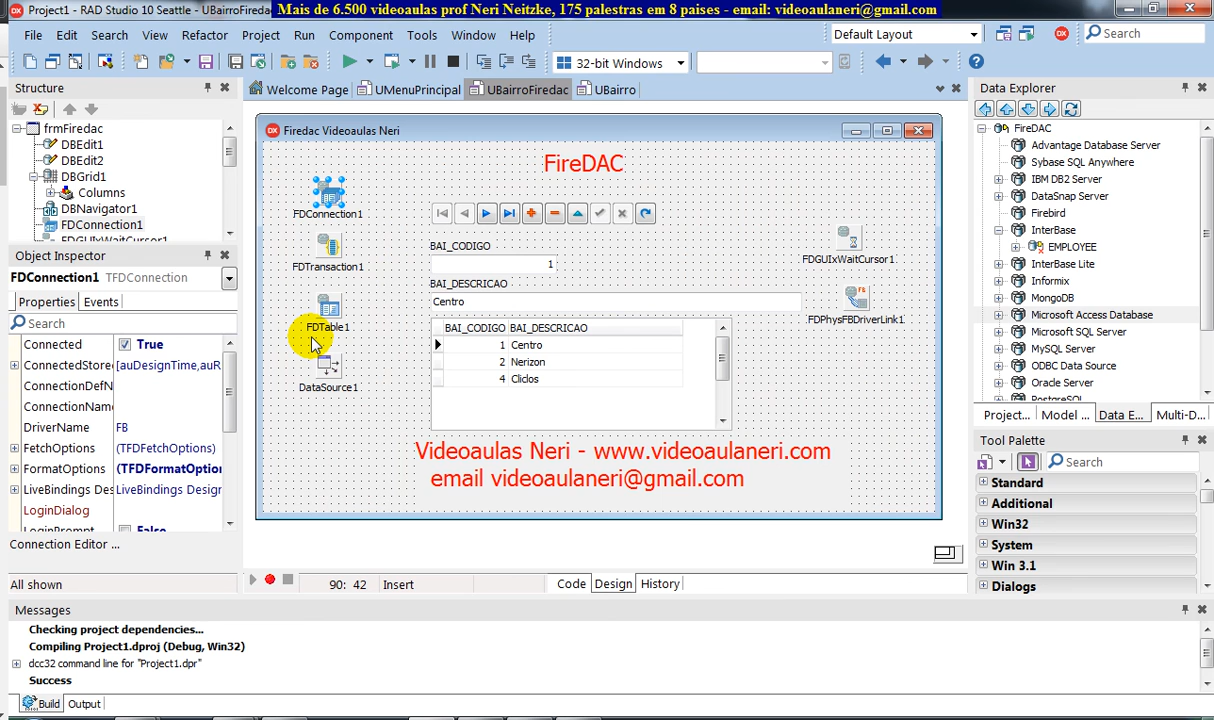 Project1 - RAD Studio 10 Seattle - UBairoFiredac
Mais de 6.500 videoaulas prof Neri Neitzke, 175 palestras em 8 paises - email: videoaulaneri@gmail.com
File Edit Search View Refactor Project Run Component Tools Window Help
Default Layout
Search
32-bit Windows
Structure
Welcome Page UMenuPrincipal UBairroFiredac UBairro
Data Explorer
frmFiredac
DBEdit1
DBEdit2
DBGrid1
Columns
DBNavigator1
FDConnection1
FDGUIxWaitCursor1
Object Inspector
FDConnection1 TFDConnection
Properties Events
Search
Connected True
ConnectedStored [auDesignTime,auR
ConnectionDefN
ConnectionName
DriverName FB
FetchOptions (TFDFetchOptions)
FormatOptions (TFDFormatOption
LiveBindings Des LiveBindings Design
LoginDialog
LoginPrompt False
Connection Editor ...
All shown
Firedac Videoaulas Neri
FireDAC
FDConnection1
FDTransaction1
FDTable1
DataSource1
BAI_CODIGO
1
BAI_DESCRICAO
Centro
BAI_CODIGO BAI_DESCRICAO
1 Centro
2 Nerizon
4 Cliclos
FDGUIxWaitCursor1
FDPhysFBDriverLink1
Videoaulas Neri - www.videoaulaneri.com
email videoaulaneri@gmail.com
90: 42 Insert
Code Design History
FireDAC
Advantage Database Server
Sybase SQL Anywhere
IBM DB2 Server
DataSnap Server
Firebird
InterBase
EMPLOYEE
InterBase Lite
Informix
MongoDB
Microsoft Access Database
Microsoft SQL Server
MySQL Server
ODBC Data Source
Oracle Server
PostgreSQL
Project... Model ... Data E... Multi-D...
Tool Palette
Search
Standard
Additional
Win32
System
Win 3.1
Dialogs
Messages
Checking project dependencies...
Compiling Project1.dproj (Debug, Win32)
dcc32 command line for "Project1.dpr"
Success
Build Output